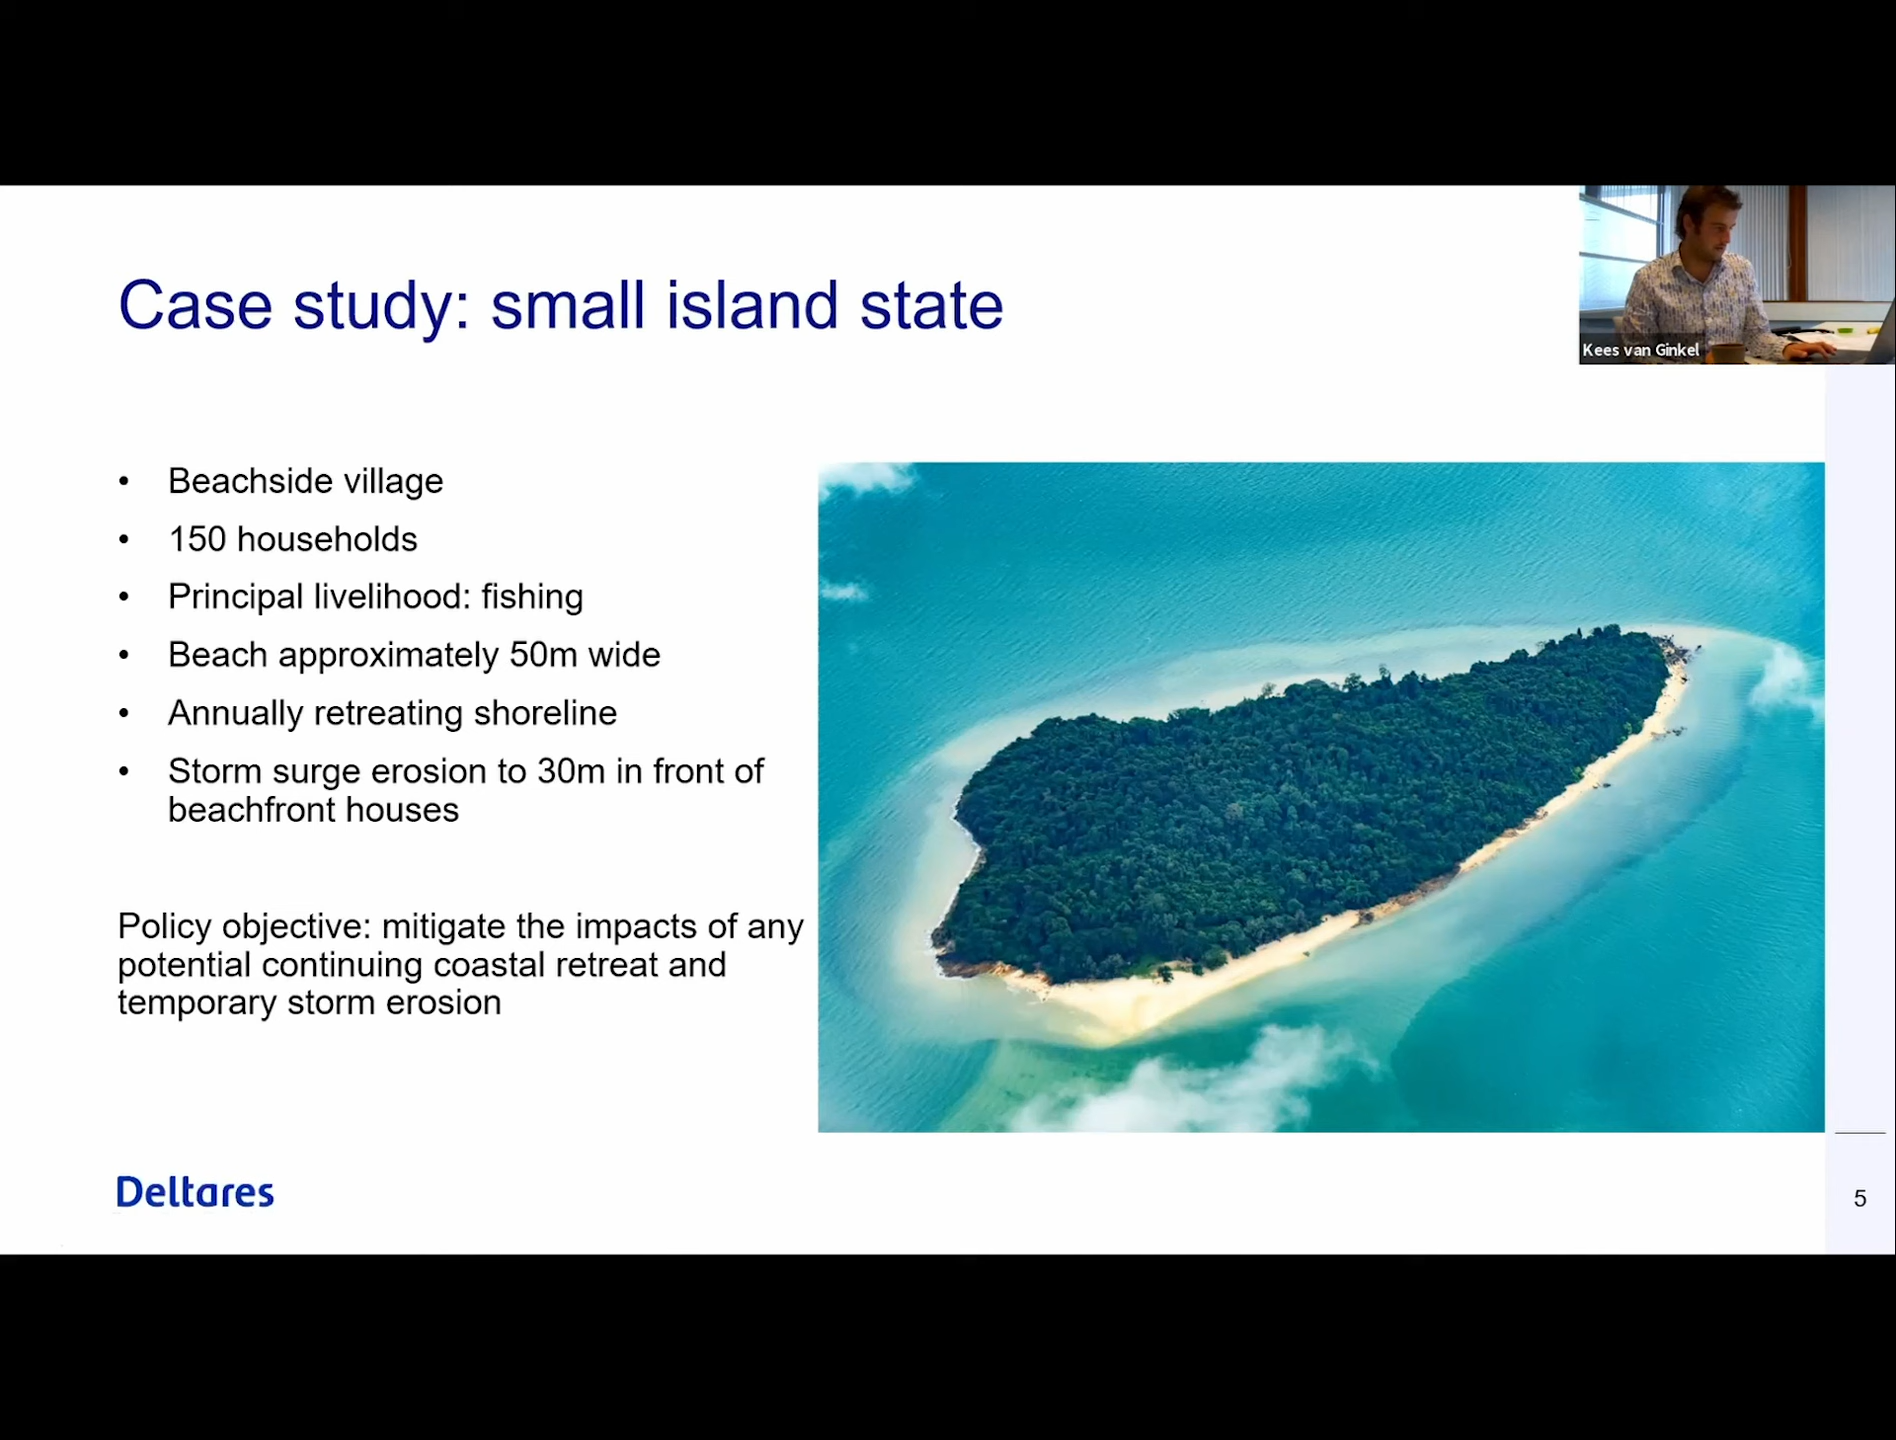 Case study: small island state
Kees van Ginkel
• Beachside village
• 150 households
• Principal livelihood: fishing
• Beach approximately 50m wide
• Annually retreating shoreline
• Storm surge erosion to 30m in front of
beachfront houses
Policy objective: mitigate the impacts of any
potential continuing coastal retreat and
temporary storm erosion
Deltares
5